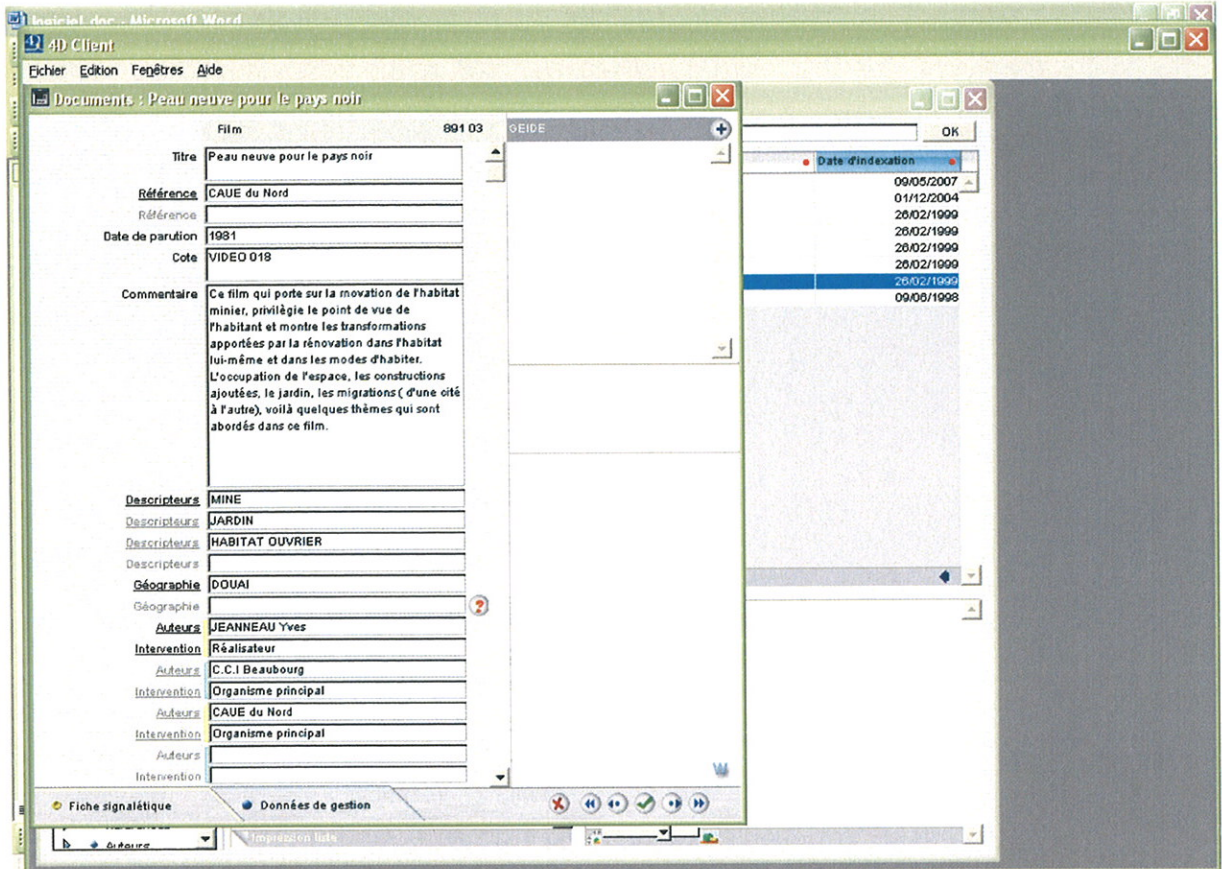 logiciel.doc - Microsoft Word
4D Client
Fichier Edition Fenêtres Aide
Documents : Peau neuve pour le pays noir
Film 891 03
GEIDE
OK
Titre Peau neuve pour le pays noir
Référence CAUE du Nord
Référence
Date de parution 1981
Cote VIDEO 018
Commentaire Ce film qui porte sur la rnovation de l'habitat
minier, privilègie le point de vue de
l'habitant et montre les transformations
apportées par la rénovation dans l'habitat
lui-même et dans les modes d'habiter.
L'occupation de l'espace, les constructions
ajoutées, le jardin, les migrations ( d'une cité
à l'autre), voilà quelques thèmes qui sont
abordés dans ce film.
Descripteurs MINE
Descripteurs JARDIN
Descripteurs HABITAT OUVRIER
Descripteurs
Géographie DOUAI
Géographie
Auteurs JEANNEAU Yves
Intervention Réalisateur
Auteurs C.C.I Beaubourg
Intervention Organisme principal
Auteurs CAUE du Nord
Intervention Organisme principal
Auteurs
Intervention
Fiche signalétique
Données de gestion
Date d'indexation
09/05/2007
01/12/2004
26/02/1999
26/02/1999
26/02/1999
26/02/1999
26/02/1999
09/06/1998
Références
Auteurs
Impression liste